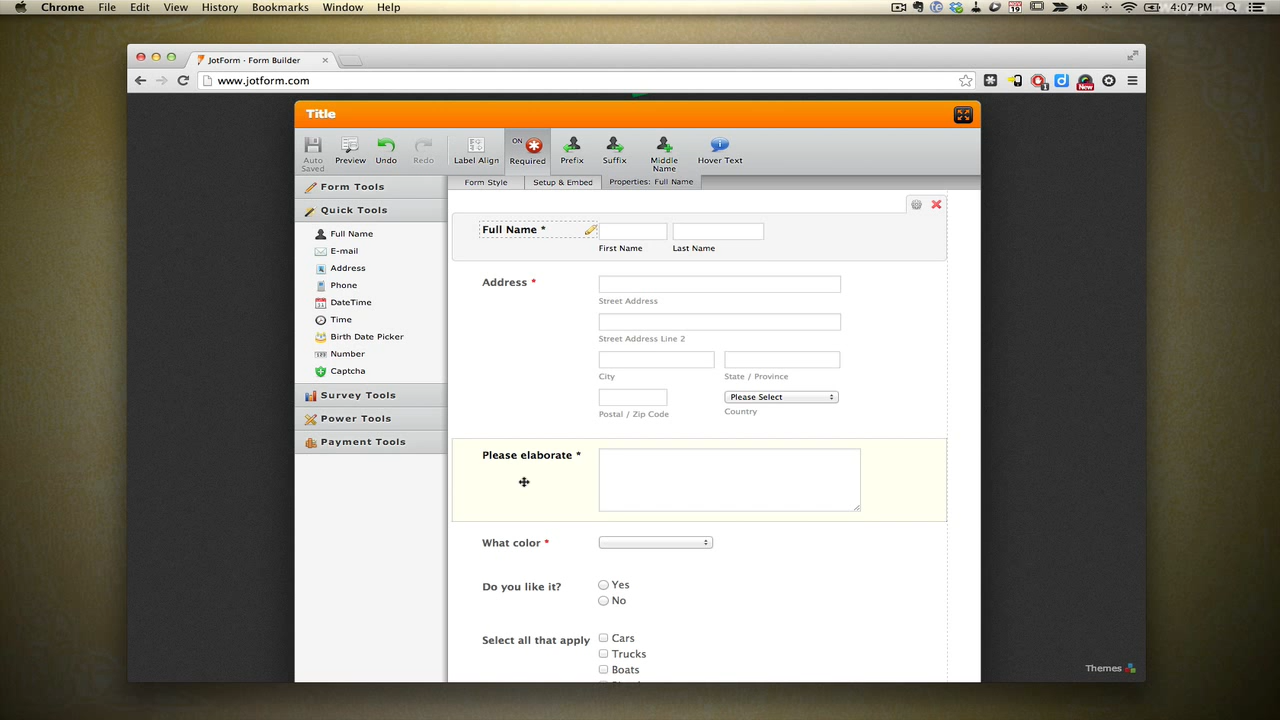 Chrome File Edit View History Bookmarks Window Help 4:07 PM
JotForm · Form Builder
www.jotform.com
New
Title
Auto Saved
Preview
Undo
Redo
Label Align
ON
Required
Prefix
Suffix
Middle Name
Hover Text
Form Tools
Form Style
Setup & Embed
Properties: Full Name
Quick Tools
Full Name
E-mail
Address
Phone
DateTime
Time
Birth Date Picker
Number
Captcha
Survey Tools
Power Tools
Payment Tools
Full Name *
First Name
Last Name
Address *
Street Address
Street Address Line 2
City
State / Province
Postal / Zip Code
Please Select
Country
Please elaborate *
What color *
Do you like it?
Yes
No
Select all that apply
Cars
Trucks
Boats
Themes